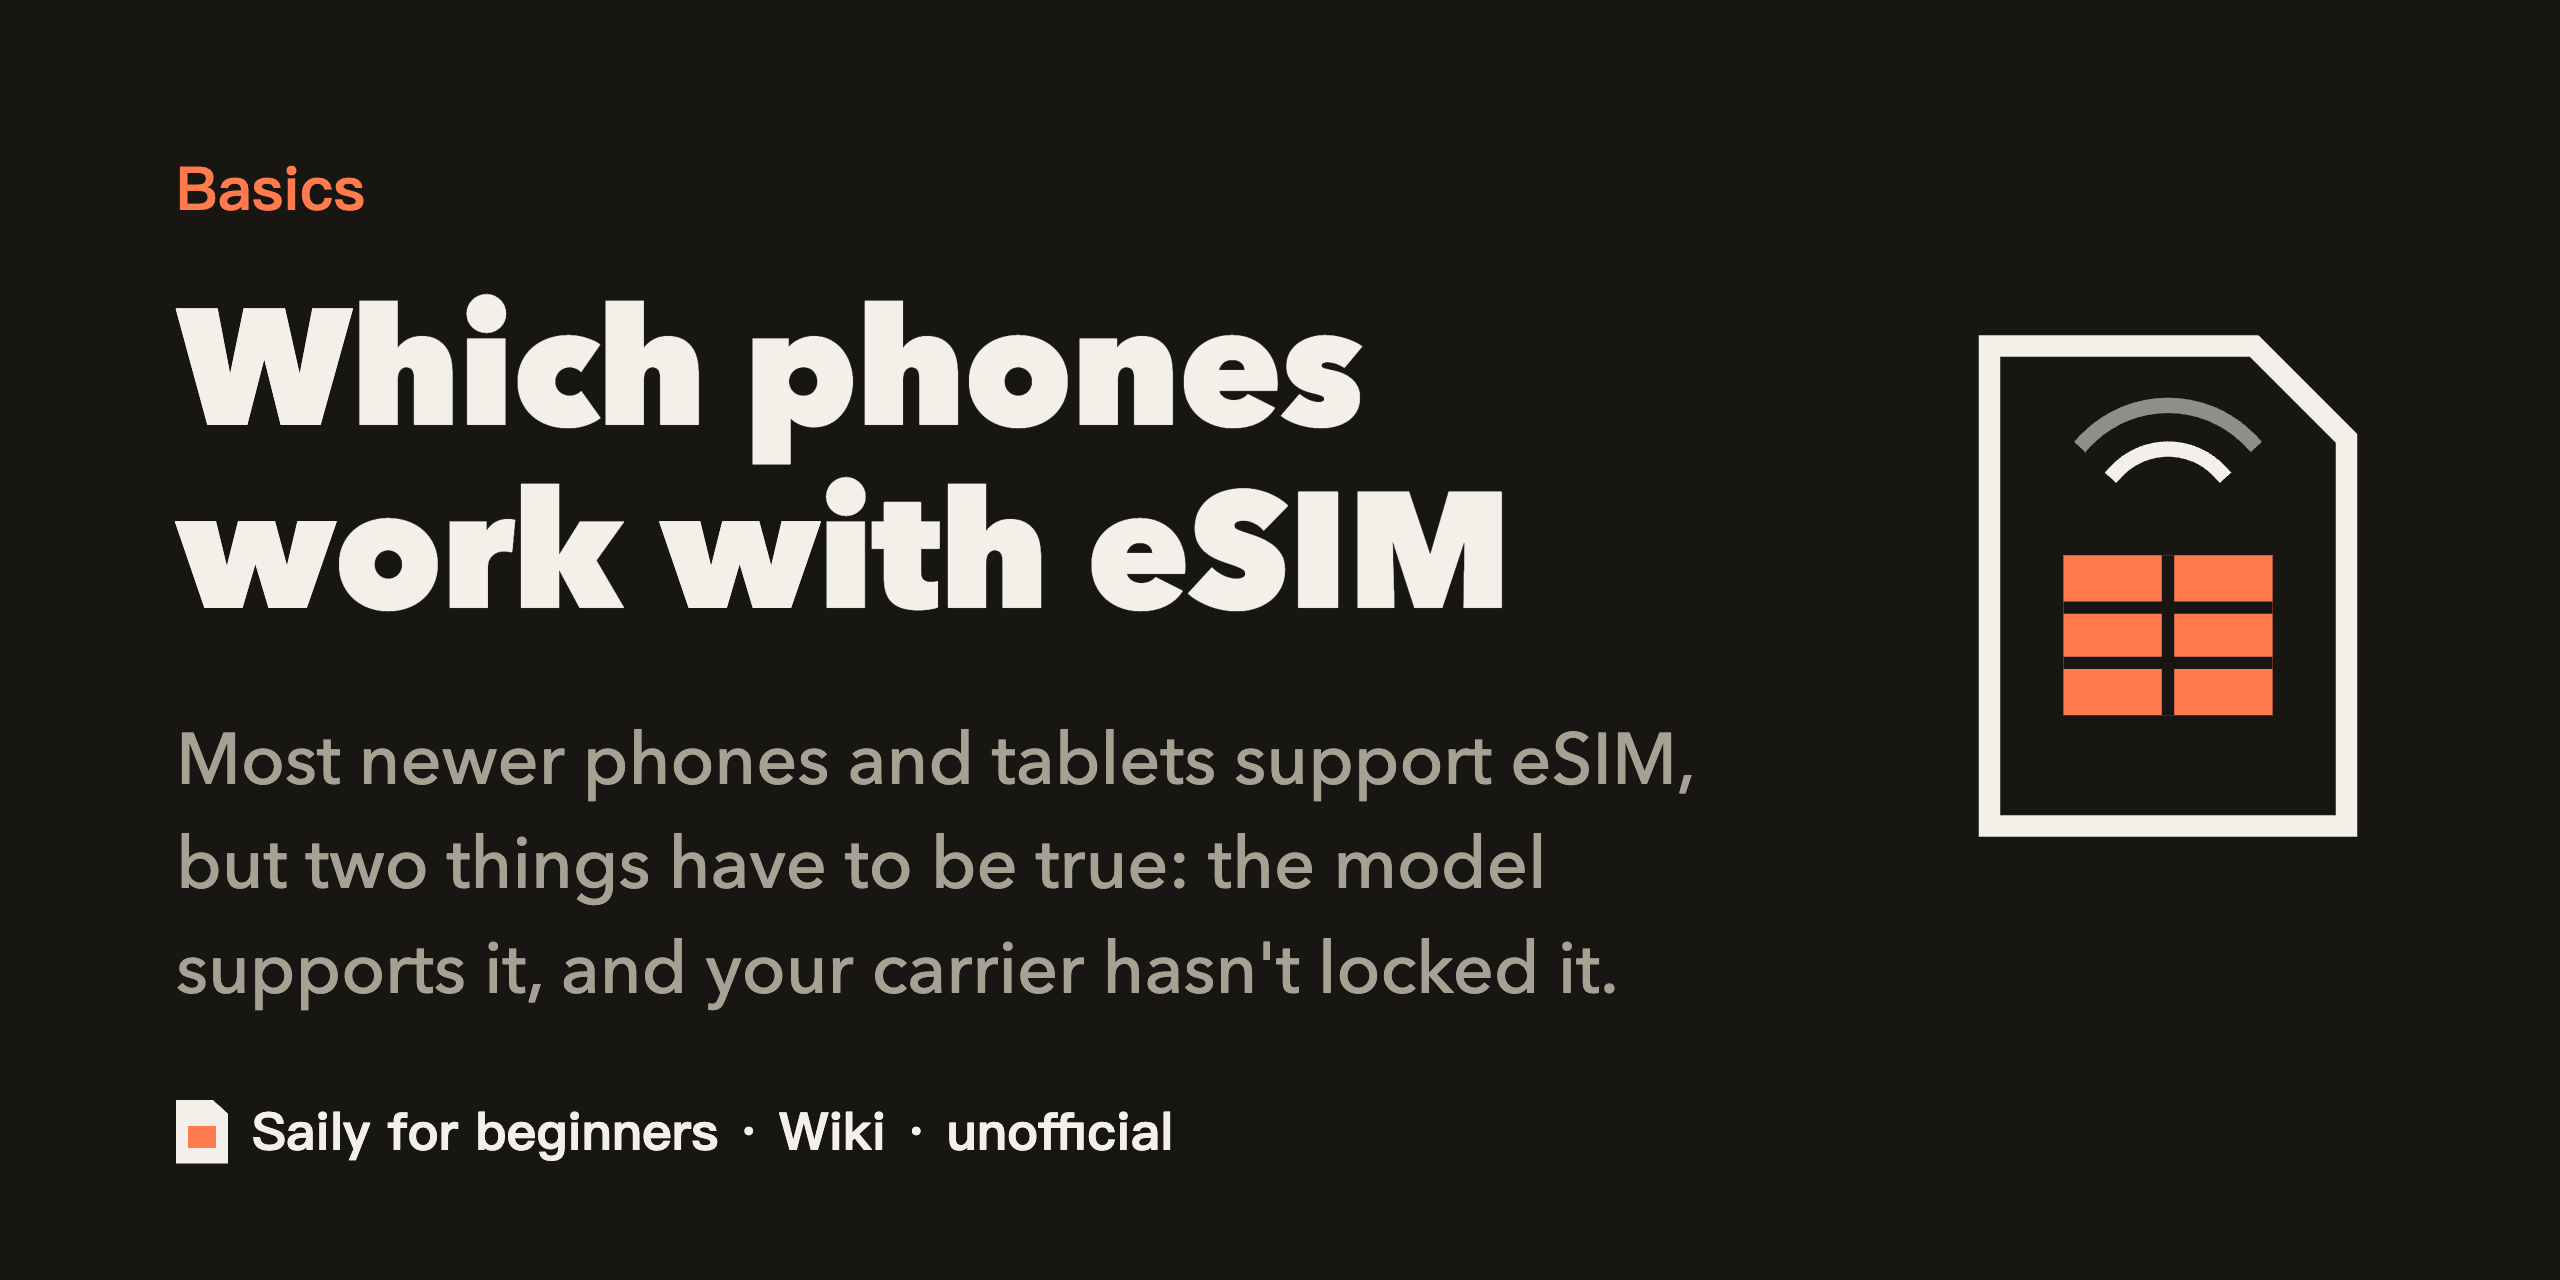 Basics
Which phones
work with eSIM
Most newer phones and tablets support eSIM,
but two things have to be true: the model
supports it, and your carrier hasn't locked it.
Saily for beginners · Wiki · unofficial